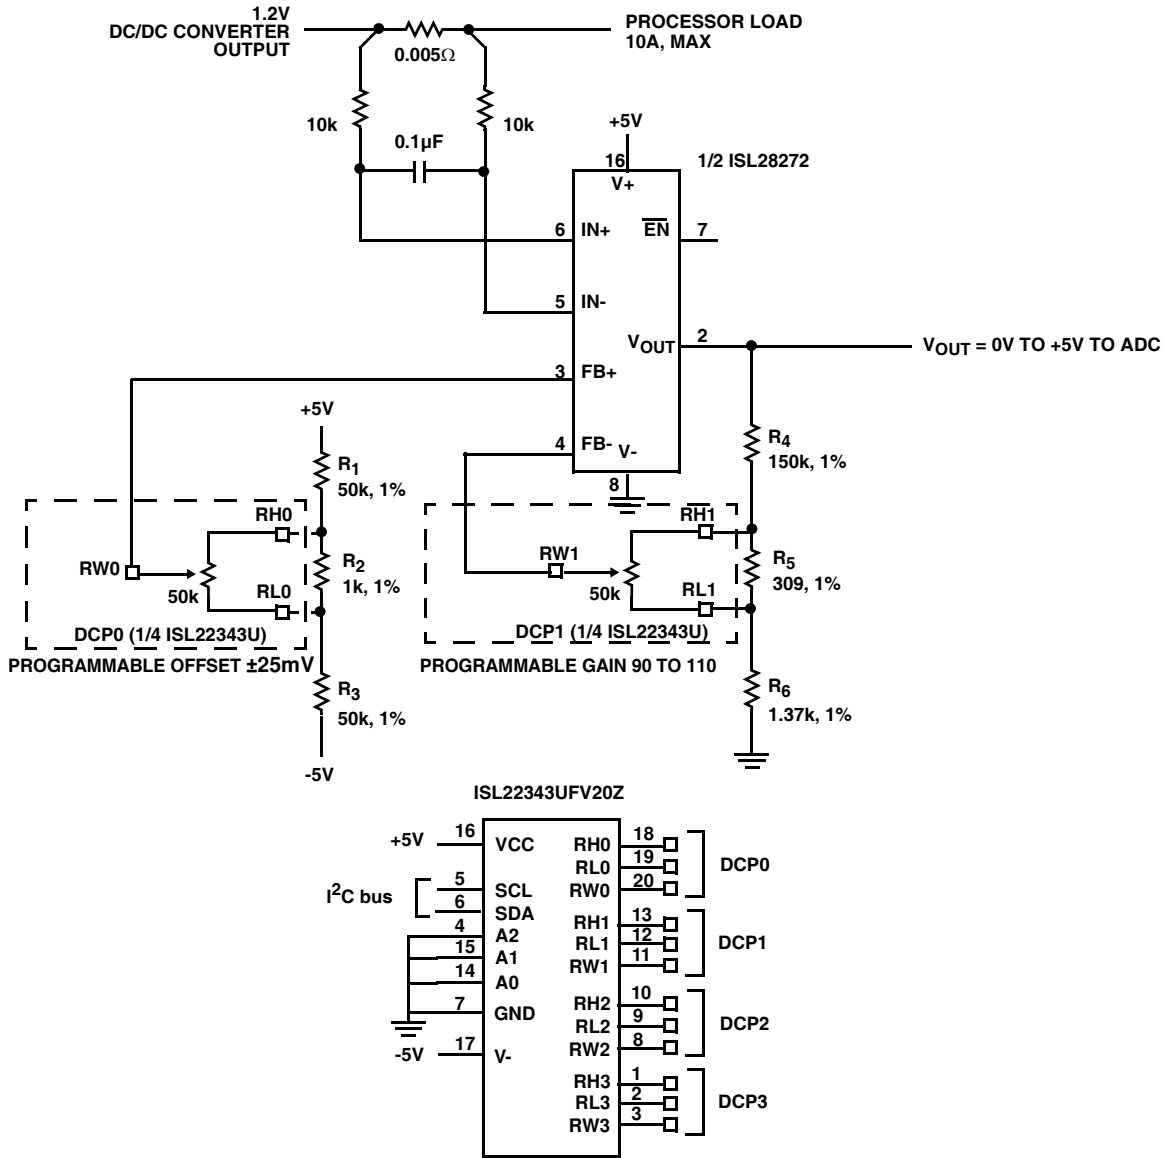 1.2V
DC/DC CONVERTER
OUTPUT
0.005Ω
PROCESSOR LOAD
10A, MAX
10k
10k
0.1µF
+5V
16
V+
1/2 ISL28272
6
IN+
EN
7
5
IN-
VOUT
2
VOUT = 0V TO +5V TO ADC
3
FB+
4
FB-
V-
8
+5V
R1
50k, 1%
RH0
RW0
50k
RL0
R2
1k, 1%
DCP0 (1/4 ISL22343U)
PROGRAMMABLE OFFSET ±25mV
R3
50k, 1%
-5V
R4
150k, 1%
RH1
RW1
50k
RL1
R5
309, 1%
DCP1 (1/4 ISL22343U)
PROGRAMMABLE GAIN 90 TO 110
R6
1.37k, 1%
ISL22343UFV20Z
+5V
16
VCC
I2C bus
5
SCL
6
SDA
4
A2
15
A1
14
A0
7
GND
-5V
17
V-
RH0
18
RL0
19
RW0
20
DCP0
RH1
13
RL1
12
RW1
11
DCP1
RH2
10
RL2
9
RW2
8
DCP2
RH3
1
RL3
2
RW3
3
DCP3